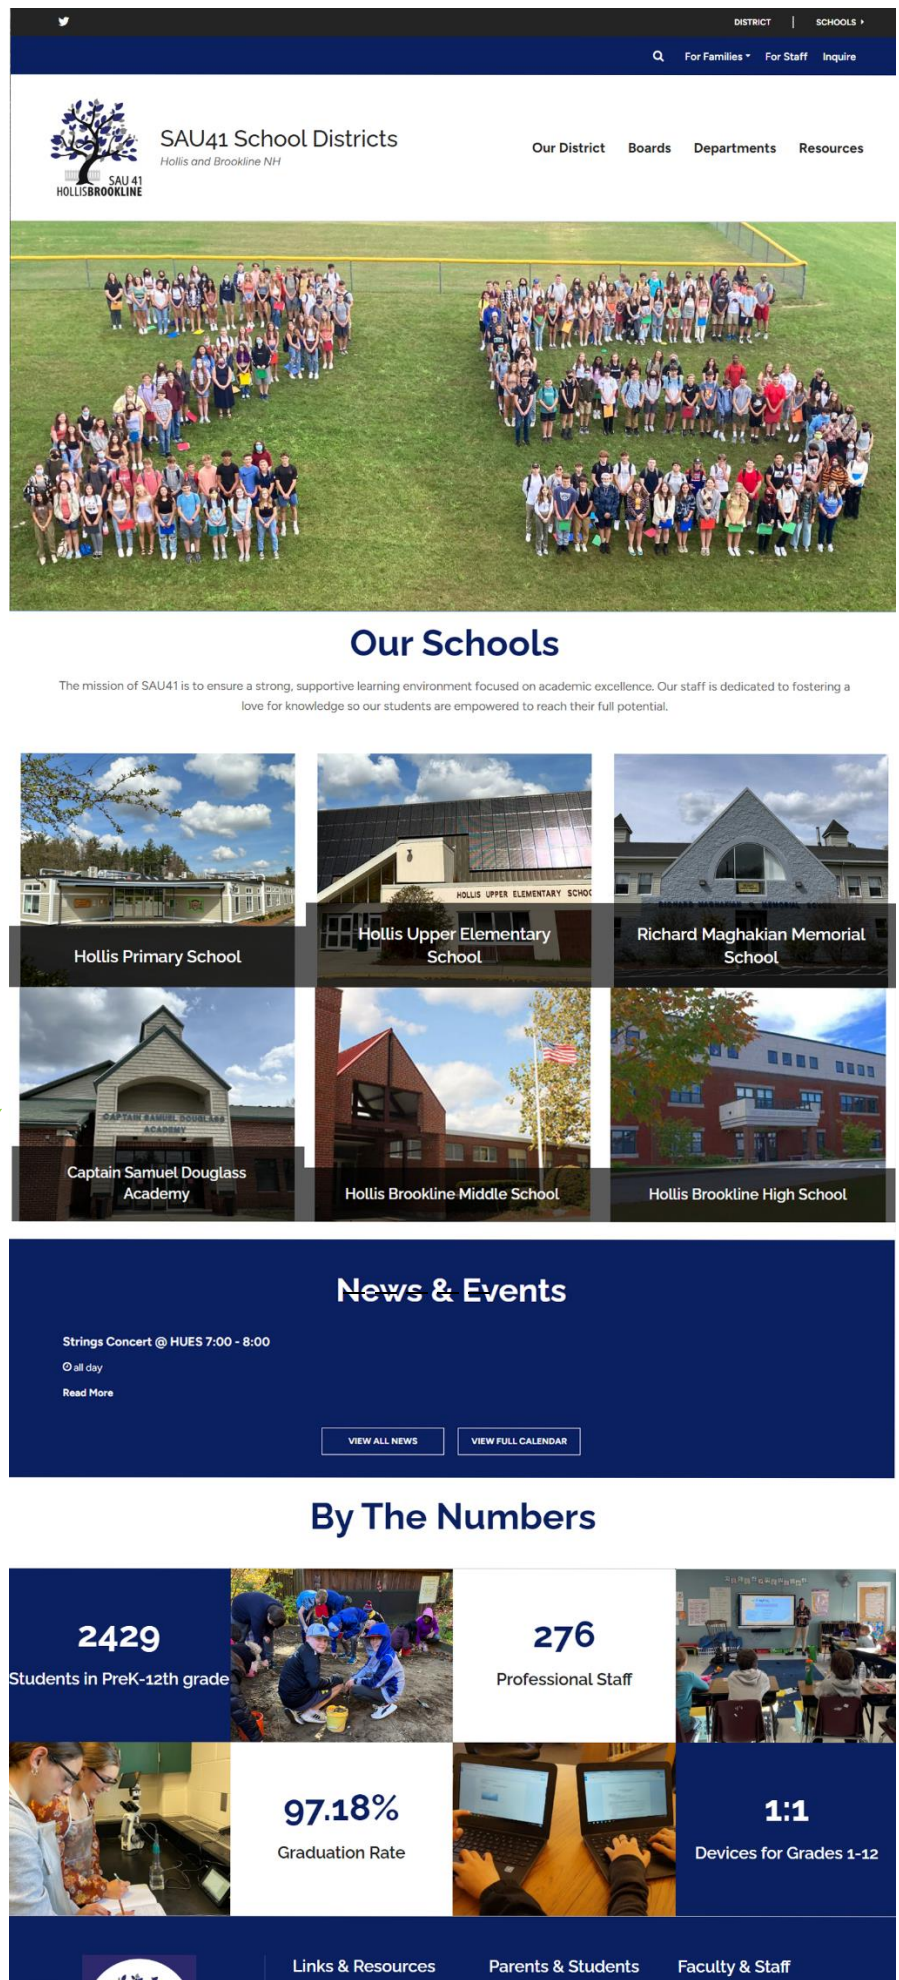 DISTRICT | SCHOOLS
For Families For Staff Inquire
SAU 41
HOLLISBROOKLINE
SAU41 School Districts
Hollis and Brookline NH
Our District Boards Departments Resources
Our Schools
The mission of SAU41 is to ensure a strong, supportive learning environment focused on academic excellence. Our staff is dedicated to fostering a
love for knowledge so our students are empowered to reach their full potential.
HOLLIS UPPER ELEMENTARY SCHOO
Hollis Primary School
Hollis Upper Elementary
School
RICHARD MAGHAKIAN MEMORIAL SCHOOL
Richard Maghakian Memorial
School
CAPTAIN SAMUEL DOUGLASS
ACADEMY
Captain Samuel Douglass
Academy
Hollis Brookline Middle School
Hollis Brookline High School
News & Events
Strings Concert @ HUES 7:00 - 8:00
all day
Read More
VIEW ALL NEWS VIEW FULL CALENDAR
By The Numbers
2429
Students in PreK-12th grade
276
Professional Staff
97.18%
Graduation Rate
1:1
Devices for Grades 1-12
Links & Resources Parents & Students Faculty & Staff